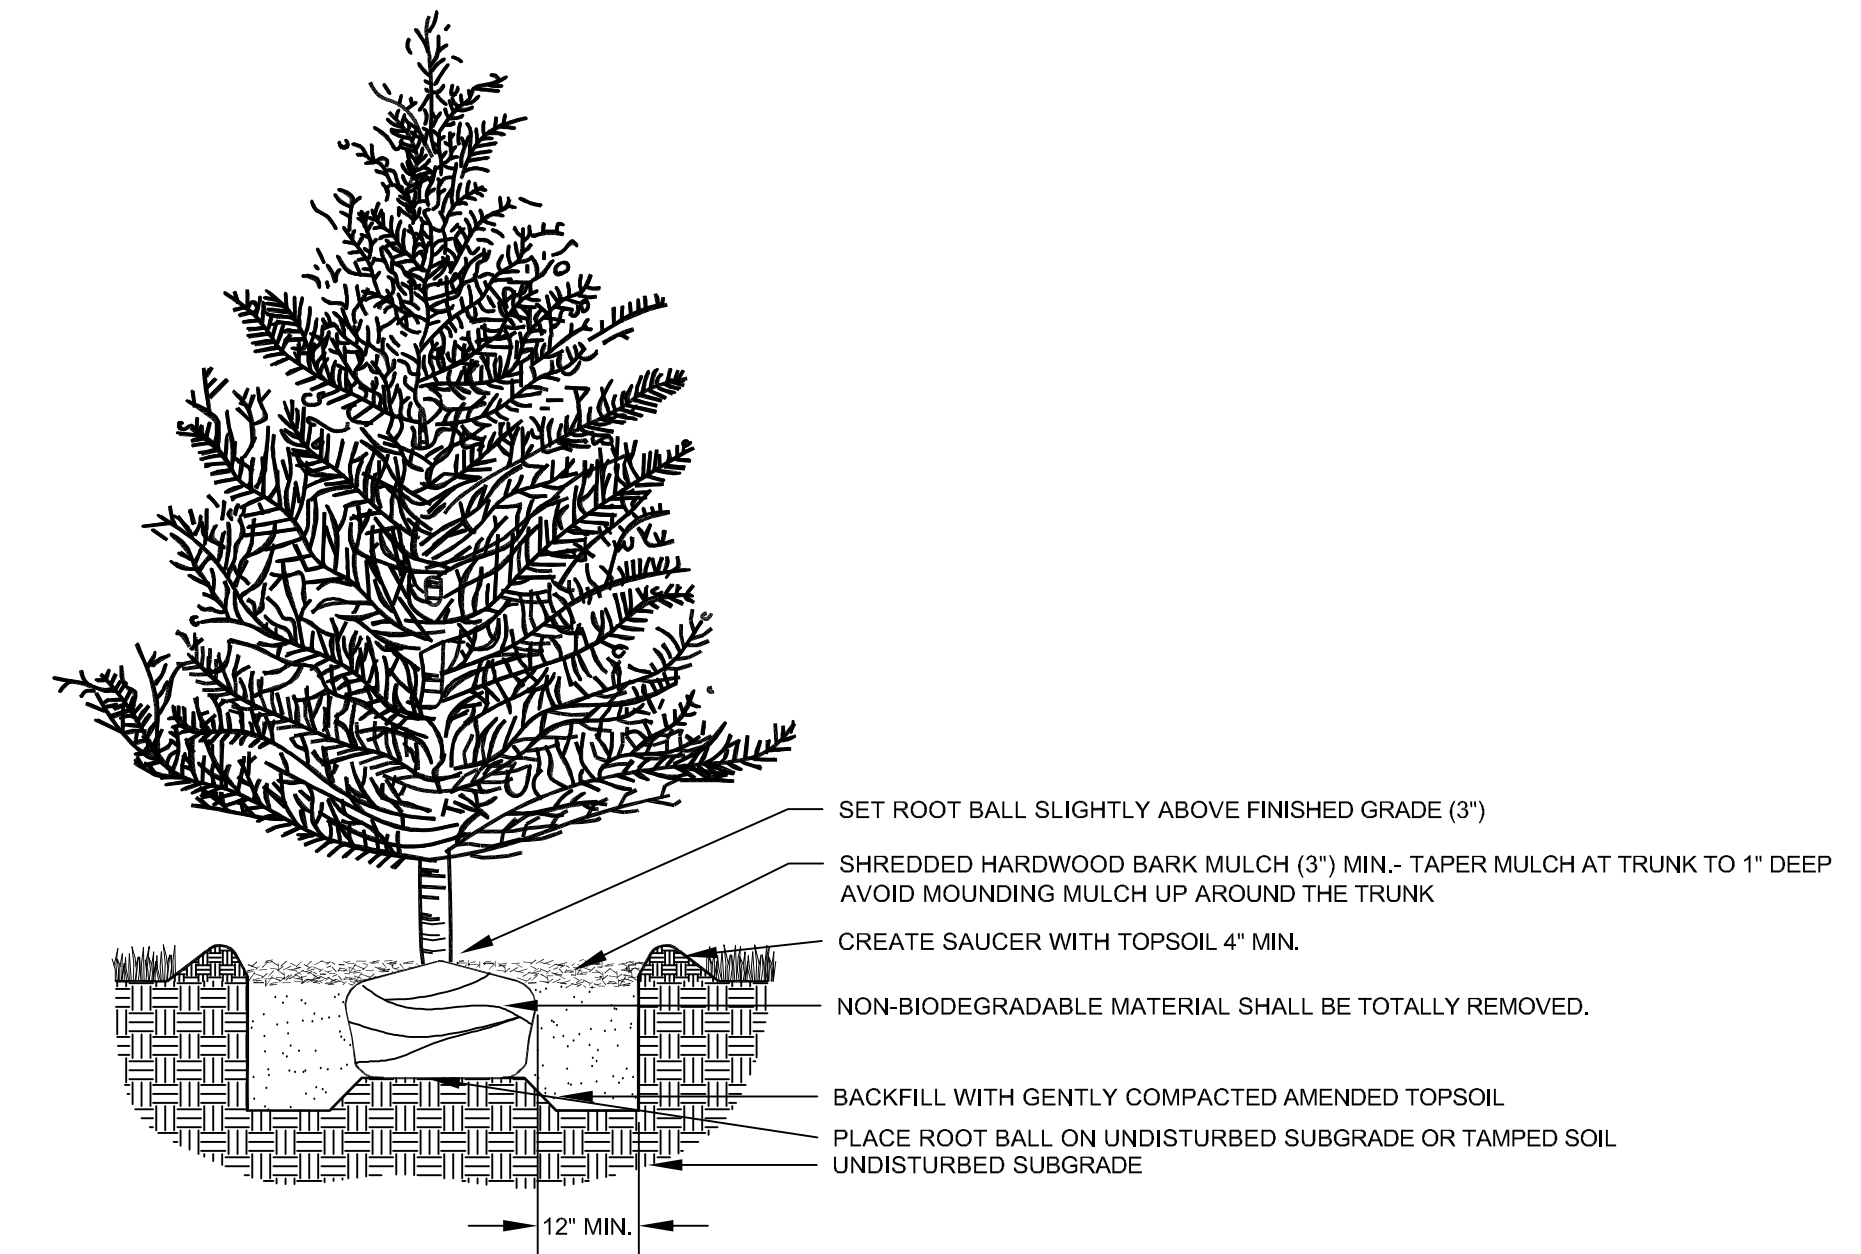 SET ROOT BALL SLIGHTLY ABOVE FINISHED GRADE (3")
SHREDDED HARDWOOD BARK MULCH (3") MIN.- TAPER MULCH AT TRUNK TO 1" DEEP
AVOID MOUNDING MULCH UP AROUND THE TRUNK
CREATE SAUCER WITH TOPSOIL 4" MIN.
NON-BIODEGRADABLE MATERIAL SHALL BE TOTALLY REMOVED.
BACKFILL WITH GENTLY COMPACTED AMENDED TOPSOIL
PLACE ROOT BALL ON UNDISTURBED SUBGRADE OR TAMPED SOIL
UNDISTURBED SUBGRADE
12" MIN.